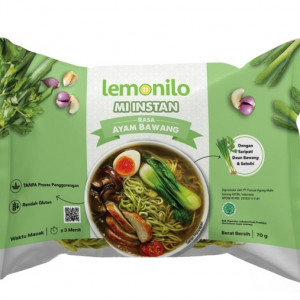 lemonilo
MI INSTAN
RASA
AYAM BAWANG
Dengan
Saripati
Daun Bawang
& Seledri
TANPA Proses Penggorengan
Rendah Gluten
Waktu Masak
± 3 Menit
Berat Bersih 70 g